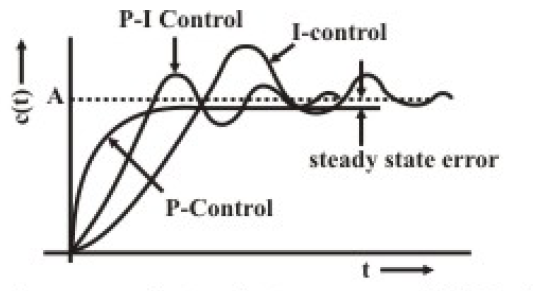 P-I Control
I-control
c(t)
A
steady state error
P-Control
t